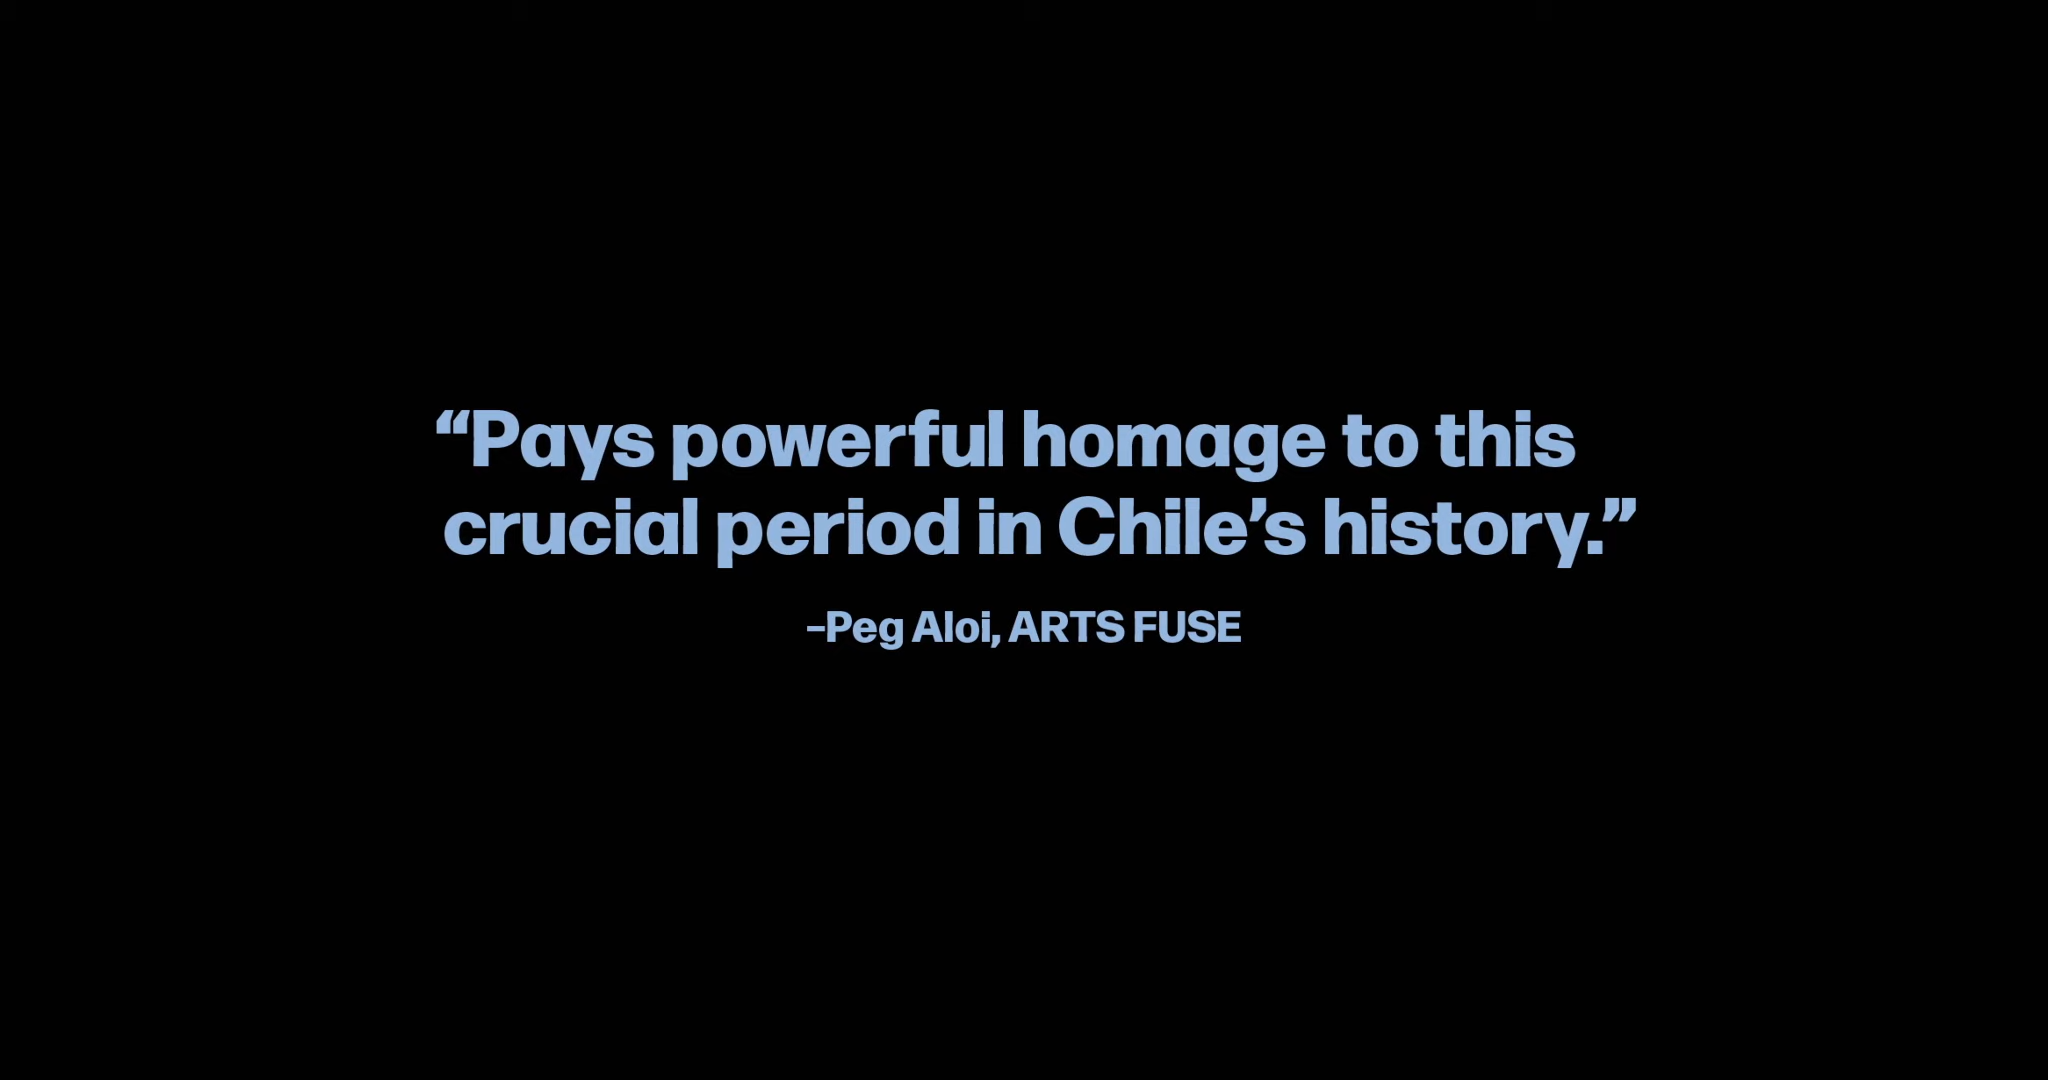 “Pays powerful homage to this
crucial period in Chile’s history.”
–Peg Aloi, ARTS FUSE